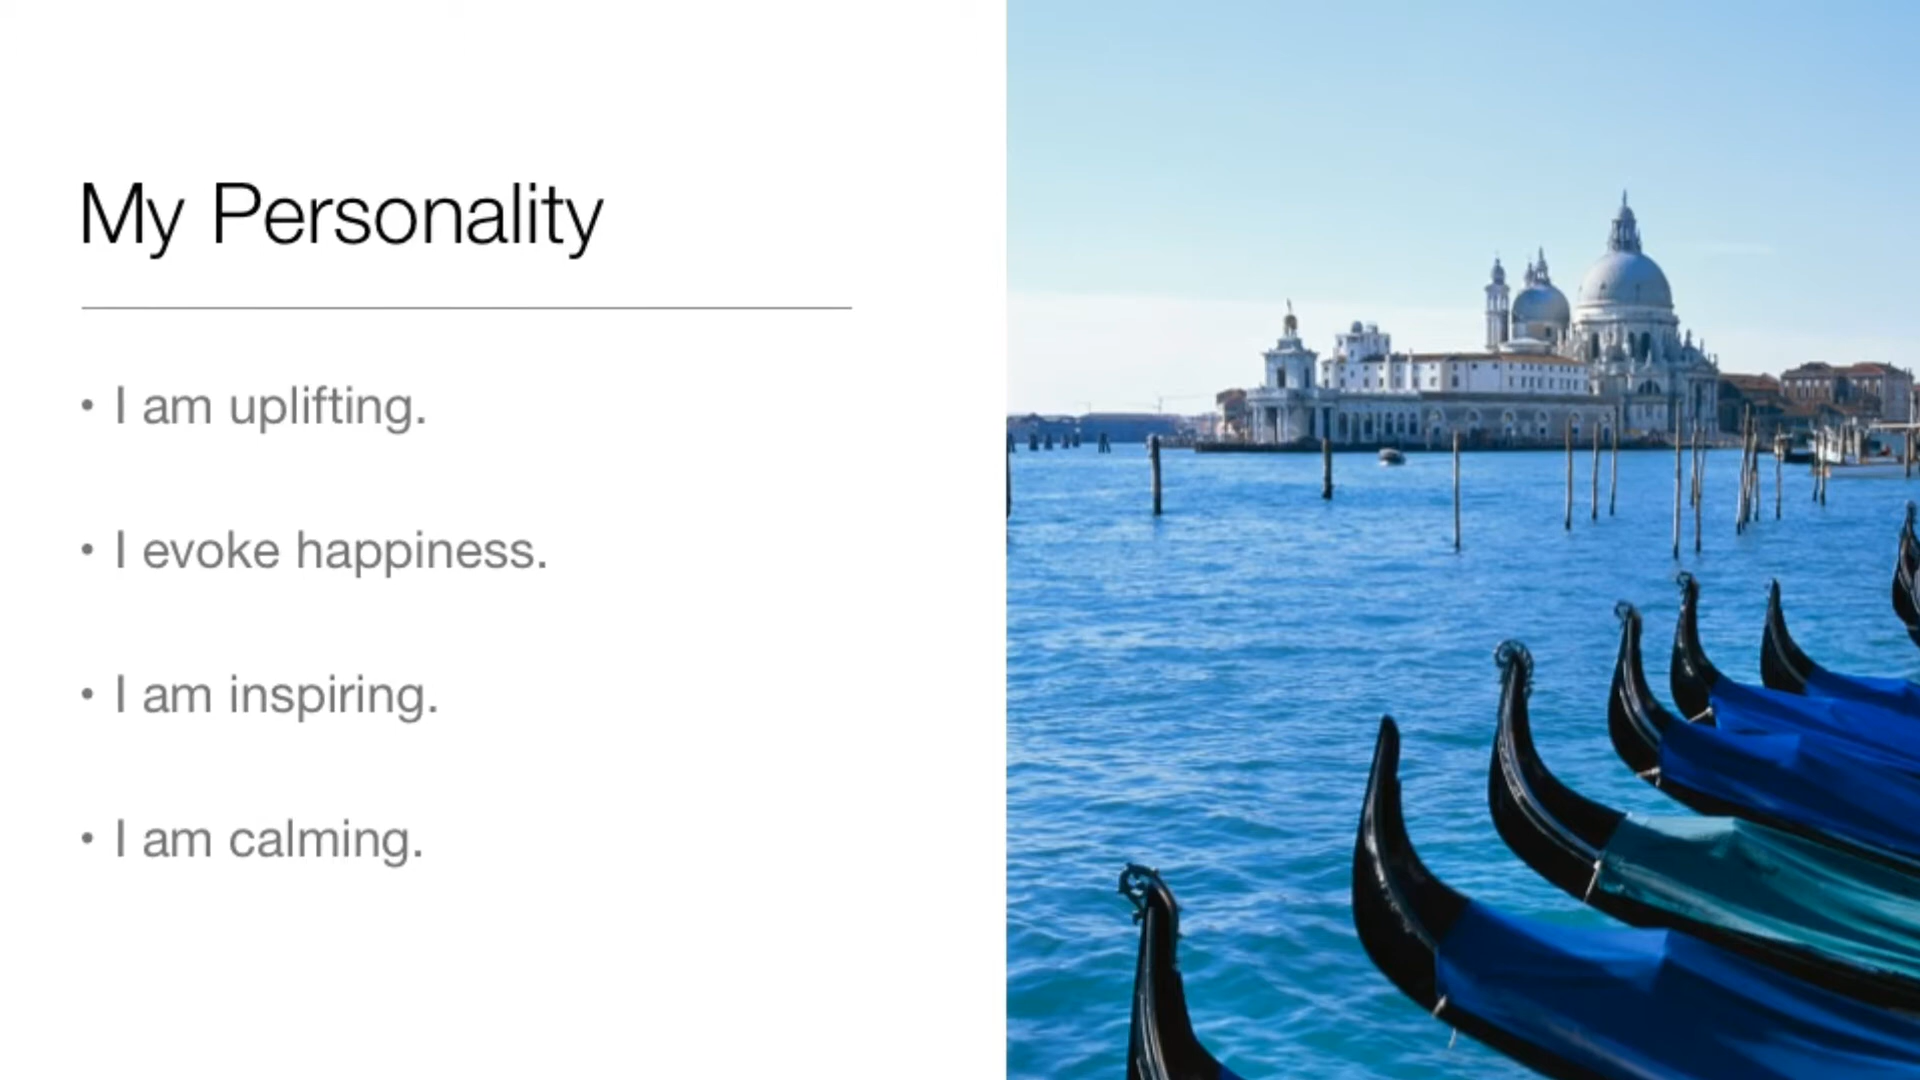 My Personality
• I am uplifting.
• I evoke happiness.
• I am inspiring.
• I am calming.